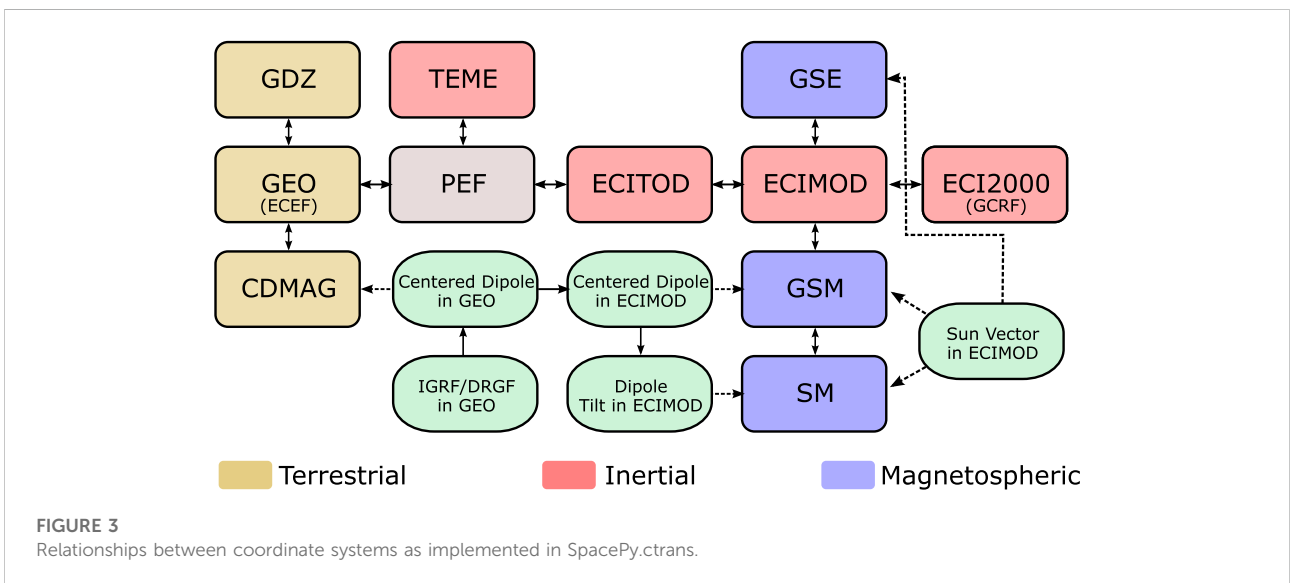 GDZ
TEME
GSE
GEO
(ECEF)
PEF
ECITOD
ECIMOD
ECI2000
(GCRF)
CDMAG
Centered Dipole
in GEO
Centered Dipole
in ECIMOD
GSM
Sun Vector
in ECIMOD
IGRF/DRGF
in GEO
Dipole
Tilt in ECIMOD
SM
Terrestrial
Inertial
Magnetospheric
FIGURE 3
Relationships between coordinate systems as implemented in SpacePy.ctrans.